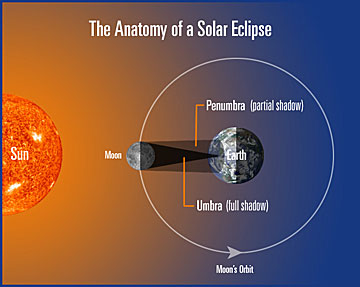 The Anatomy of a Solar Eclipse
Penumbra (partial shadow)
Sun
Moon
Earth
Umbra (full shadow)
Moon's Orbit